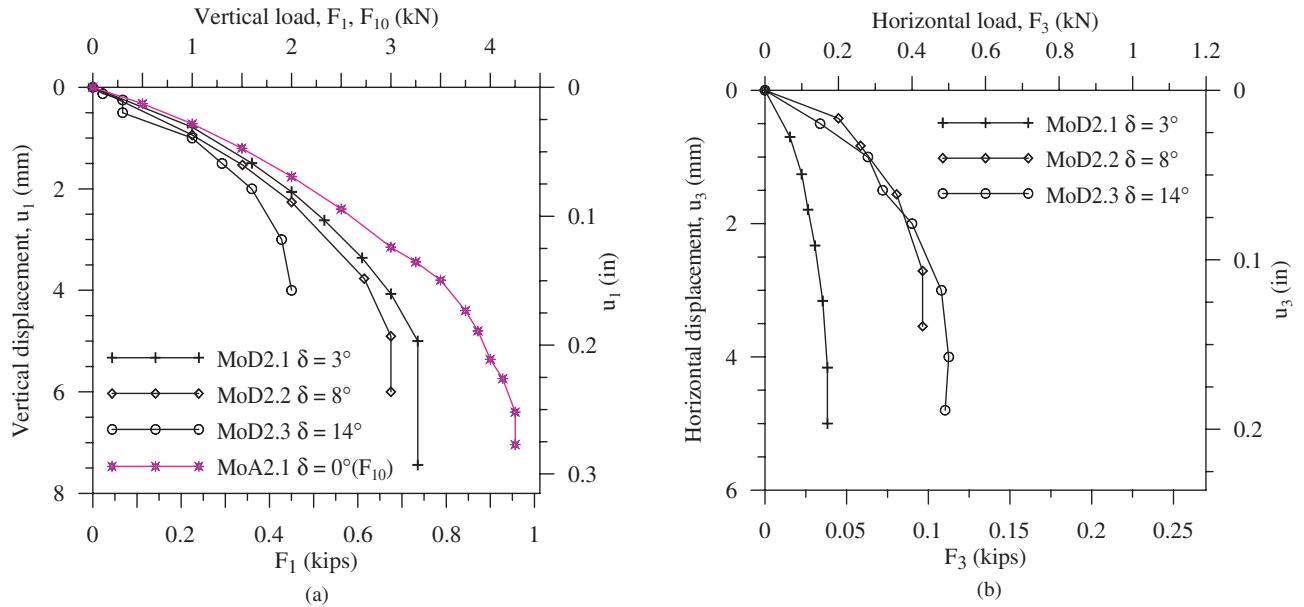 Vertical load, F₁, F₁₀ (kN)
0 1 2 3 4
0 2 4 6 8
Vertical displacement, u₁ (mm)
0 0.1 0.2 0.3
u₁ (in)
MoD2.1 δ = 3°
MoD2.2 δ = 8°
MoD2.3 δ = 14°
MoA2.1 δ = 0°(F₁₀)
0 0.2 0.4 0.6 0.8 1
F₁ (kips)
(a)
Horizontal load, F₃ (kN)
0 0.2 0.4 0.6 0.8 1 1.2
0 2 4 6
Horizontal displacement, u₃ (mm)
0 0.1 0.2
u₃ (in)
MoD2.1 δ = 3°
MoD2.2 δ = 8°
MoD2.3 δ = 14°
0 0.05 0.1 0.15 0.2 0.25
F₃ (kips)
(b)